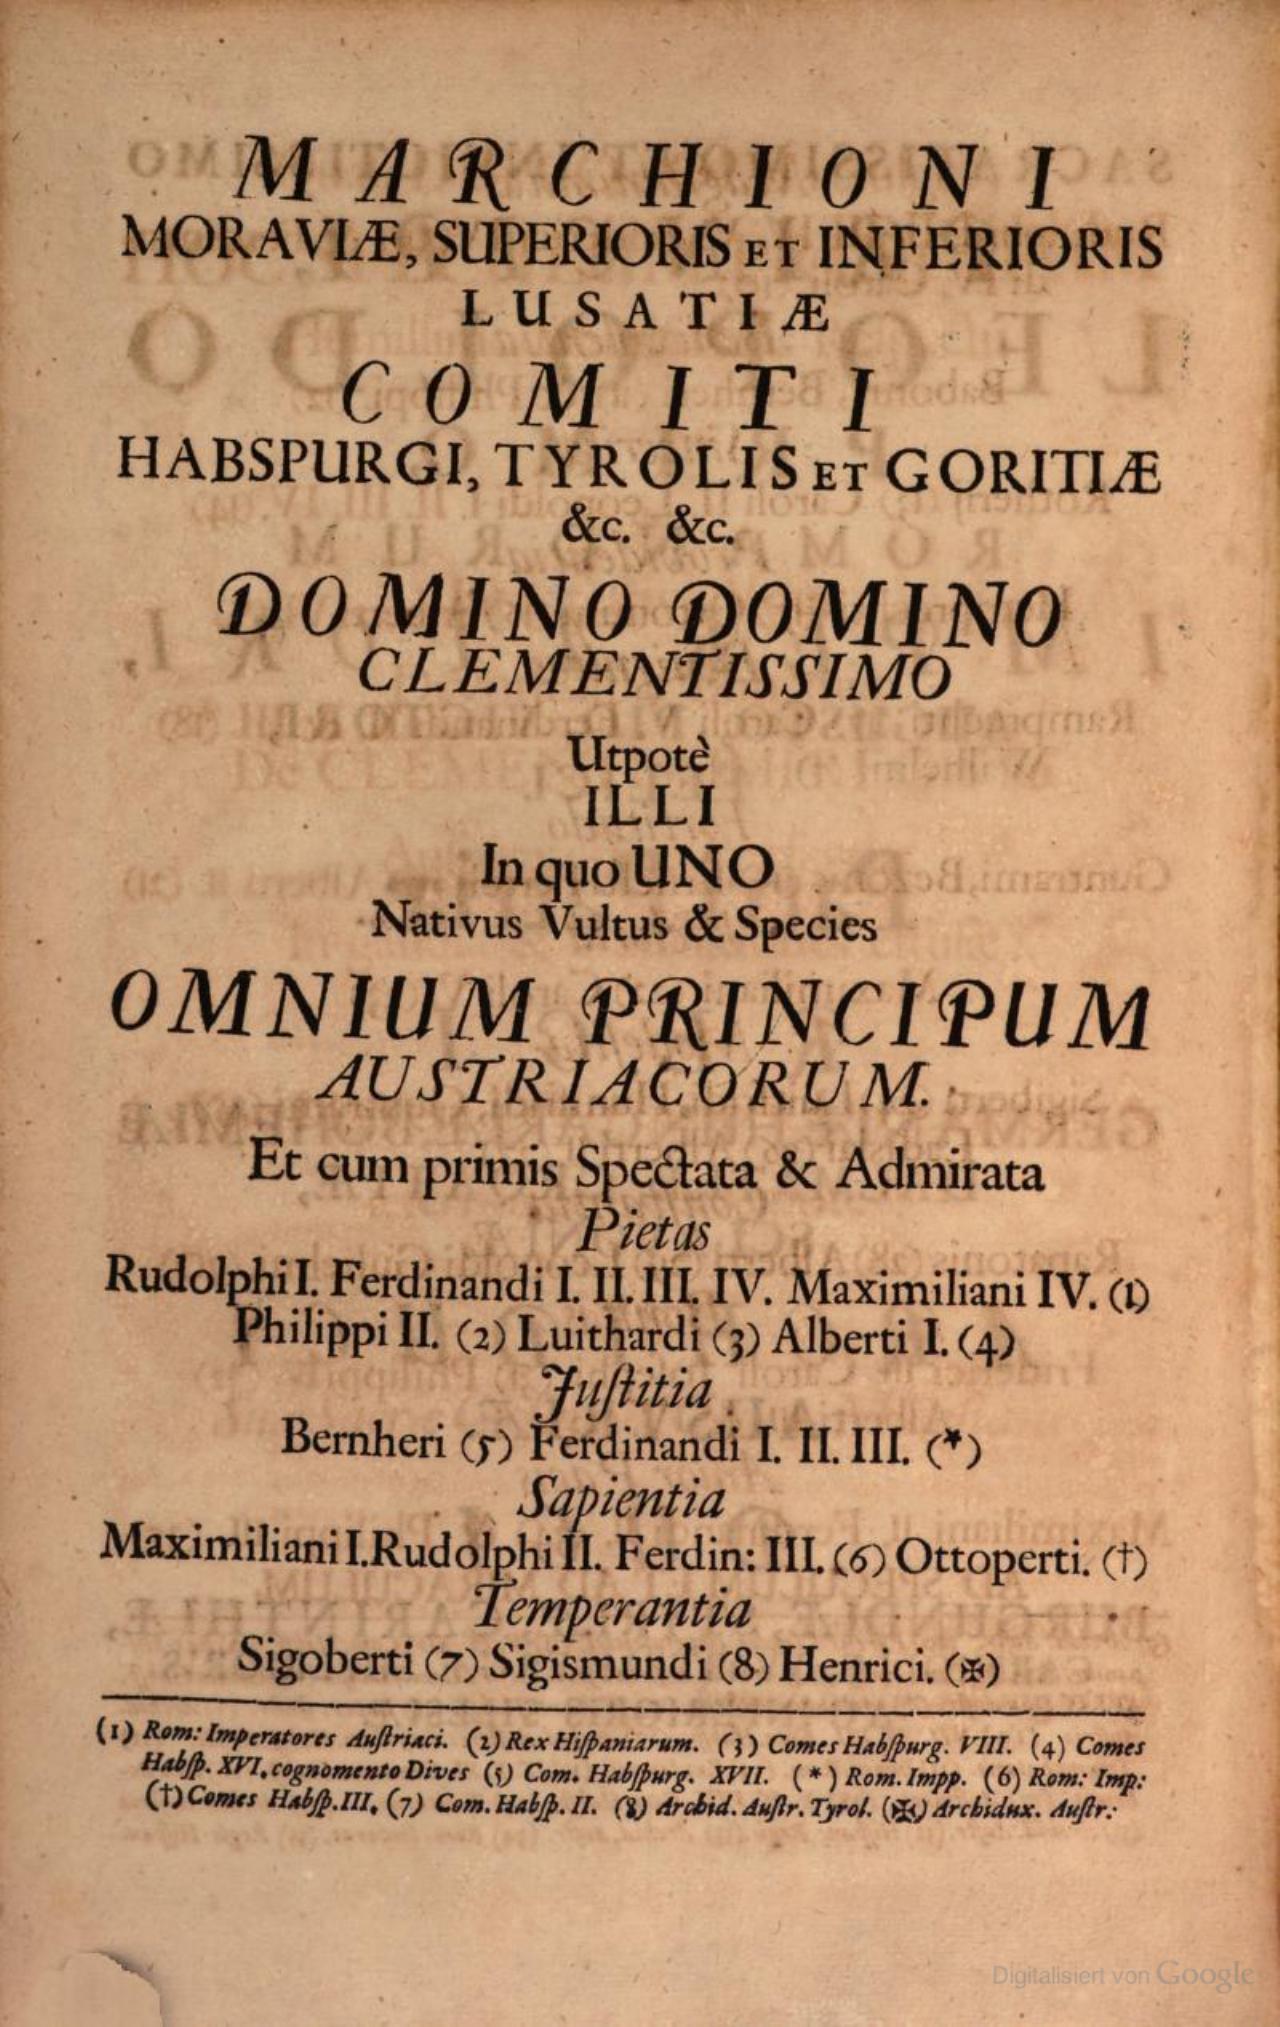 MARCHIONI
MORAVIÆ, SUPERIORIS ET INFERIORIS
LUSATIÆ
COMITI
HABSPURGI, TYROLIS ET GORITIÆ
&c. &c.
DOMINO DOMINO
CLEMENTISSIMO
Utpotè
ILLI
In quo UNO
Nativus Vultus & Species
OMNIUM PRINCIPUM
AUSTRIACORUM.
Et cum primis Spectata & Admirata
Pietas
Rudolphi I. Ferdinandi I. II. III. IV. Maximiliani IV. (1)
Philippi II. (2) Luithardi (3) Alberti I. (4)
Juſtitia
Bernheri (5) Ferdinandi I. II. III. (*)
Sapientia
Maximiliani I. Rudolphi II. Ferdin: III. (6) Ottoperti. (†)
Temperantia
Sigoberti (7) Sigismundi (8) Henrici. (✠)
(1) Rom: Imperatores Auſtriaci. (2) Rex Hiſpaniarum. (3) Comes Habſpurg. VIII. (4) Comes
Habſp. XVI. cognomento Dives (5) Com. Habſpurg. XVII. (*) Rom. Impp. (6) Rom: Imp:
(†) Comes Habſp. III. (7) Com. Habſp. II. (8) Archid. Auſtr. Tyrol. (✠) Archidux. Auſtr:
Digitalisiert von Google